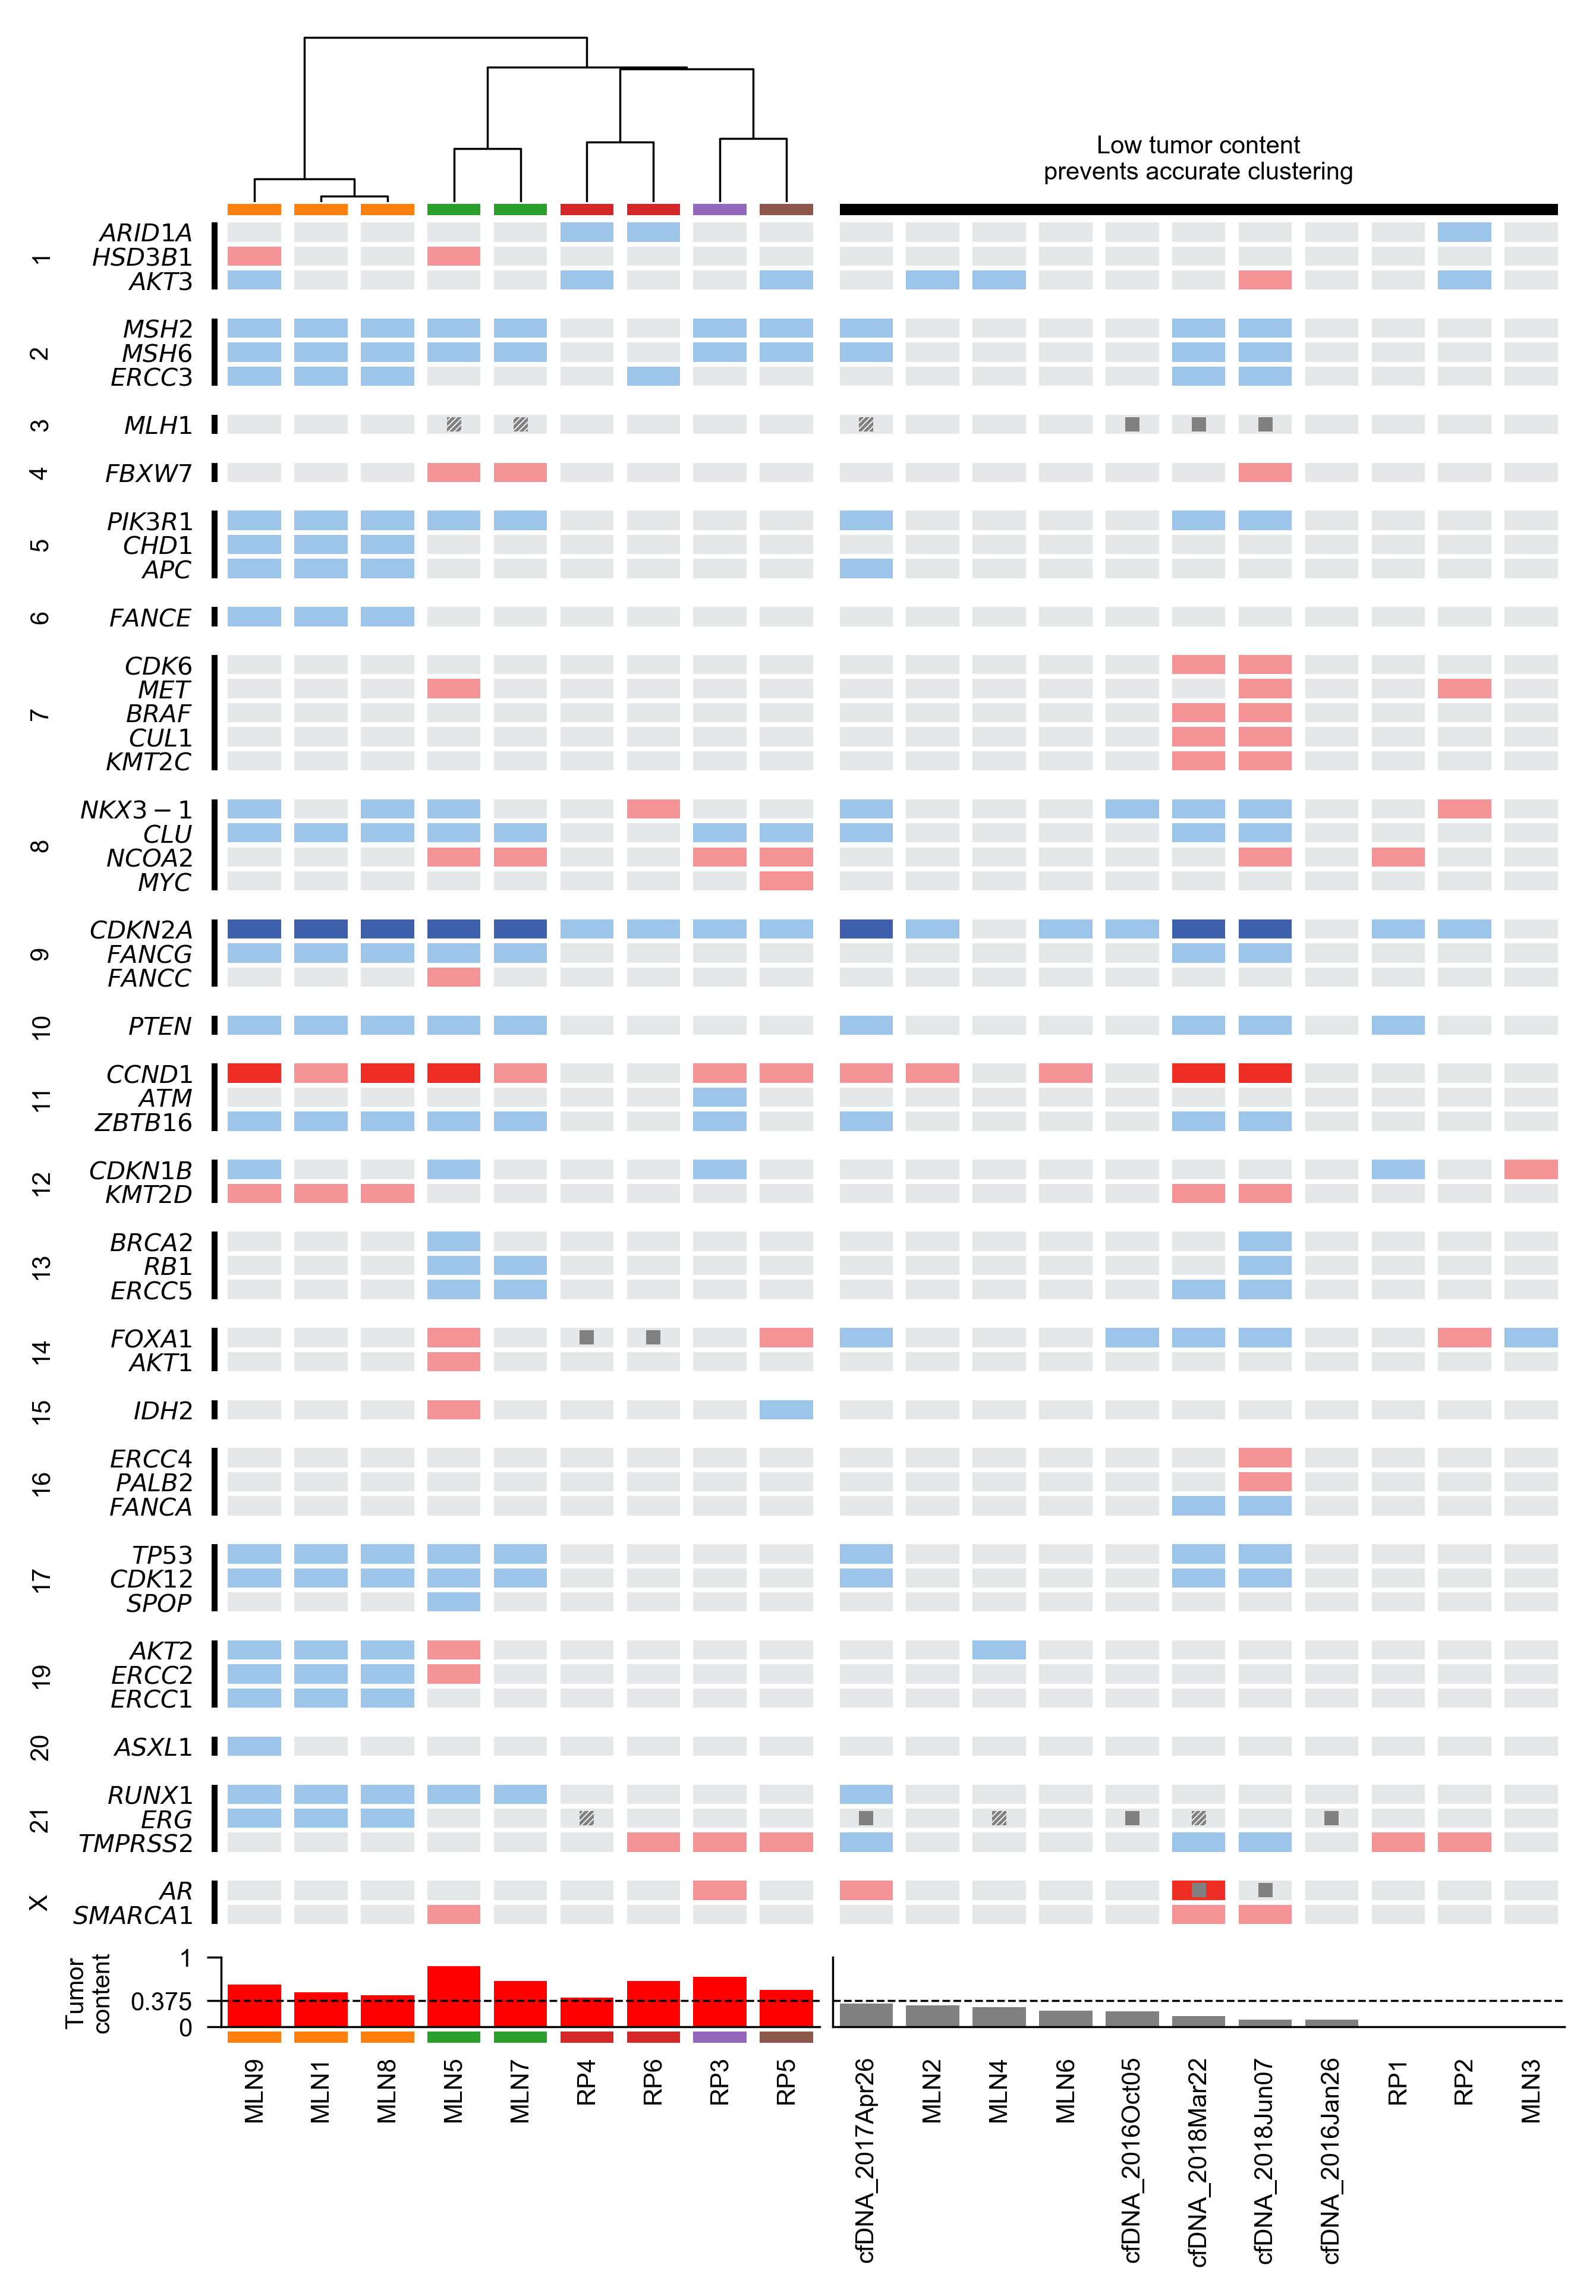 Low tumor content
prevents accurate clustering
1
ARID1A
HSD3B1
AKT3
2
MSH2
MSH6
ERCC3
3
MLH1
4
FBXW7
5
PIK3R1
CHD1
APC
6
FANCE
7
CDK6
MET
BRAF
CUL1
KMT2C
8
NKX3 − 1
CLU
NCOA2
MYC
9
CDKN2A
FANCG
FANCC
10
PTEN
11
CCND1
ATM
ZBTB16
12
CDKN1B
KMT2D
13
BRCA2
RB1
ERCC5
14
FOXA1
AKT1
15
IDH2
16
ERCC4
PALB2
FANCA
17
TP53
CDK12
SPOP
19
AKT2
ERCC2
ERCC1
20
ASXL1
21
RUNX1
ERG
TMPRSS2
X
AR
SMARCA1
Tumor
content
1
0.375
0
MLN9
MLN1
MLN8
MLN5
MLN7
RP4
RP6
RP3
RP5
cfDNA_2017Apr26
MLN2
MLN4
MLN6
cfDNA_2016Oct05
cfDNA_2018Mar22
cfDNA_2018Jun07
cfDNA_2016Jan26
RP1
RP2
MLN3